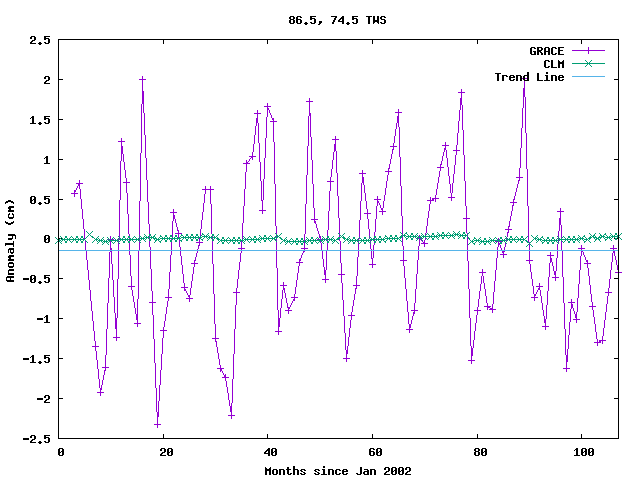 86.5, 74.5 TWS
GRACE
CLM
Trend Line
2.5
2
1.5
1
0.5
0
-0.5
-1
-1.5
-2
-2.5
Anomaly (cm)
0 20 40 60 80 100
Months since Jan 2002